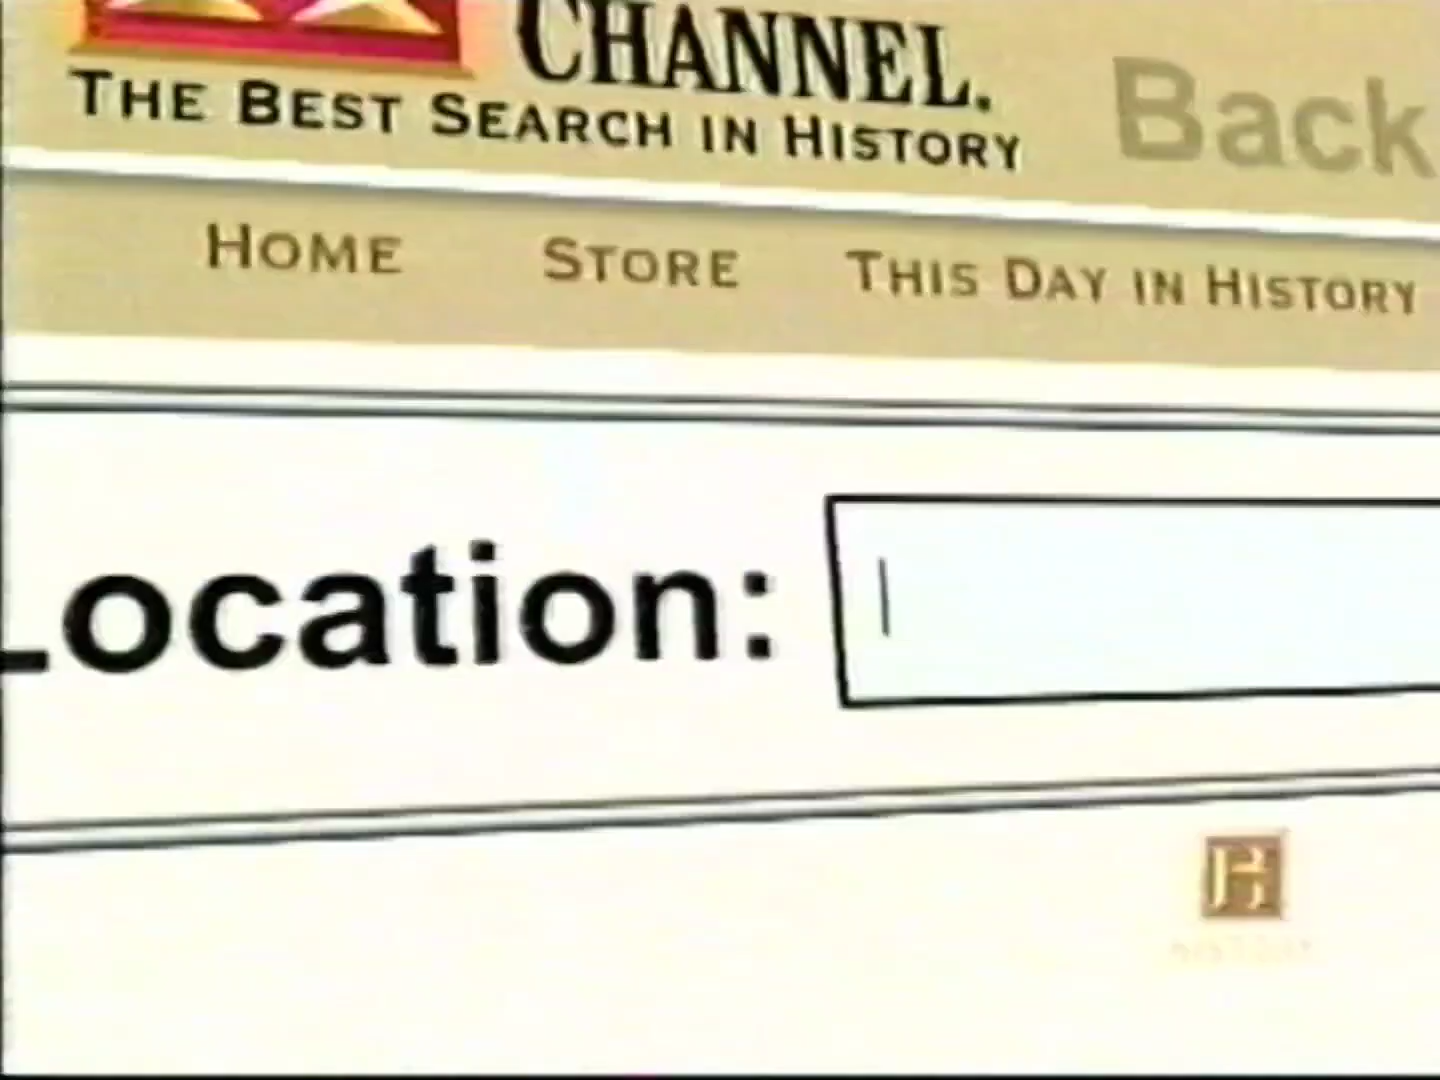 CHANNEL.
THE BEST SEARCH IN HISTORY
Back
HOME STORE THIS DAY IN HISTORY
Location:
H